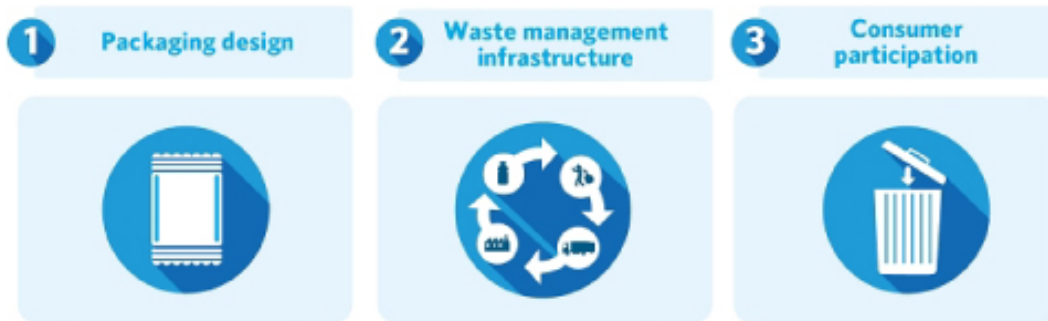 1 Packaging design
2 Waste management
infrastructure
3 Consumer
participation